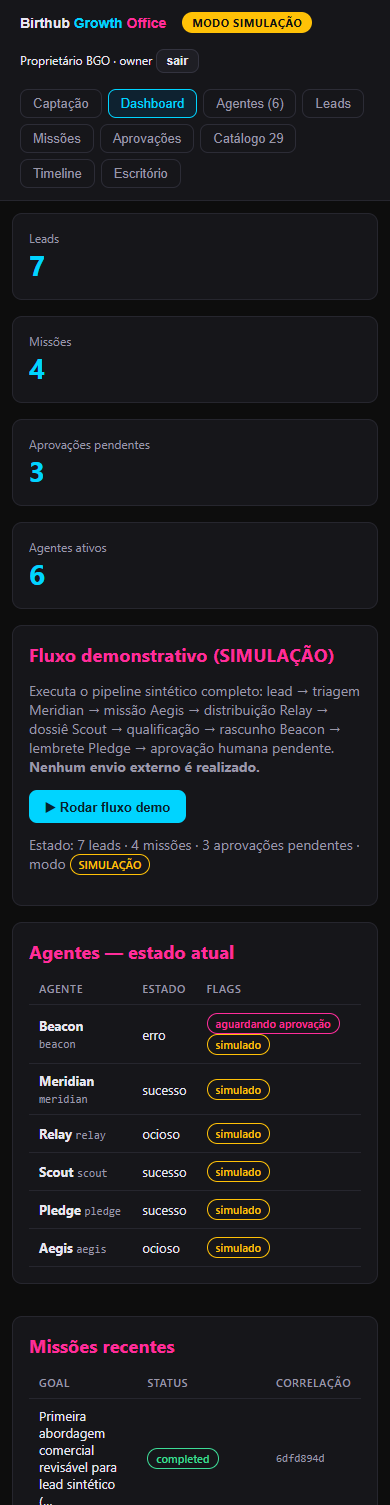 Birthub Growth Office MODO SIMULAÇÃO
Proprietário BGO · owner sair
Captação Dashboard Agentes (6) Leads
Missões Aprovações Catálogo 29
Timeline Escritório
Leads
7
Missões
4
Aprovações pendentes
3
Agentes ativos
6
Fluxo demonstrativo (SIMULAÇÃO)
Executa o pipeline sintético completo: lead → triagem
Meridian → missão Aegis → distribuição Relay →
dossiê Scout → qualificação → rascunho Beacon →
lembrete Pledge → aprovação humana pendente.
Nenhum envio externo é realizado.
▶ Rodar fluxo demo
Estado: 7 leads · 4 missões · 3 aprovações pendentes ·
modo SIMULAÇÃO
Agentes — estado atual
AGENTE ESTADO FLAGS
Beacon beacon erro aguardando aprovação simulado
Meridian meridian sucesso simulado
Relay relay ocioso simulado
Scout scout sucesso simulado
Pledge pledge sucesso simulado
Aegis aegis ocioso simulado
Missões recentes
GOAL STATUS CORRELAÇÃO
Primeira
abordagem
comercial
revisável para
lead sintético
(…
completed
6dfd894d